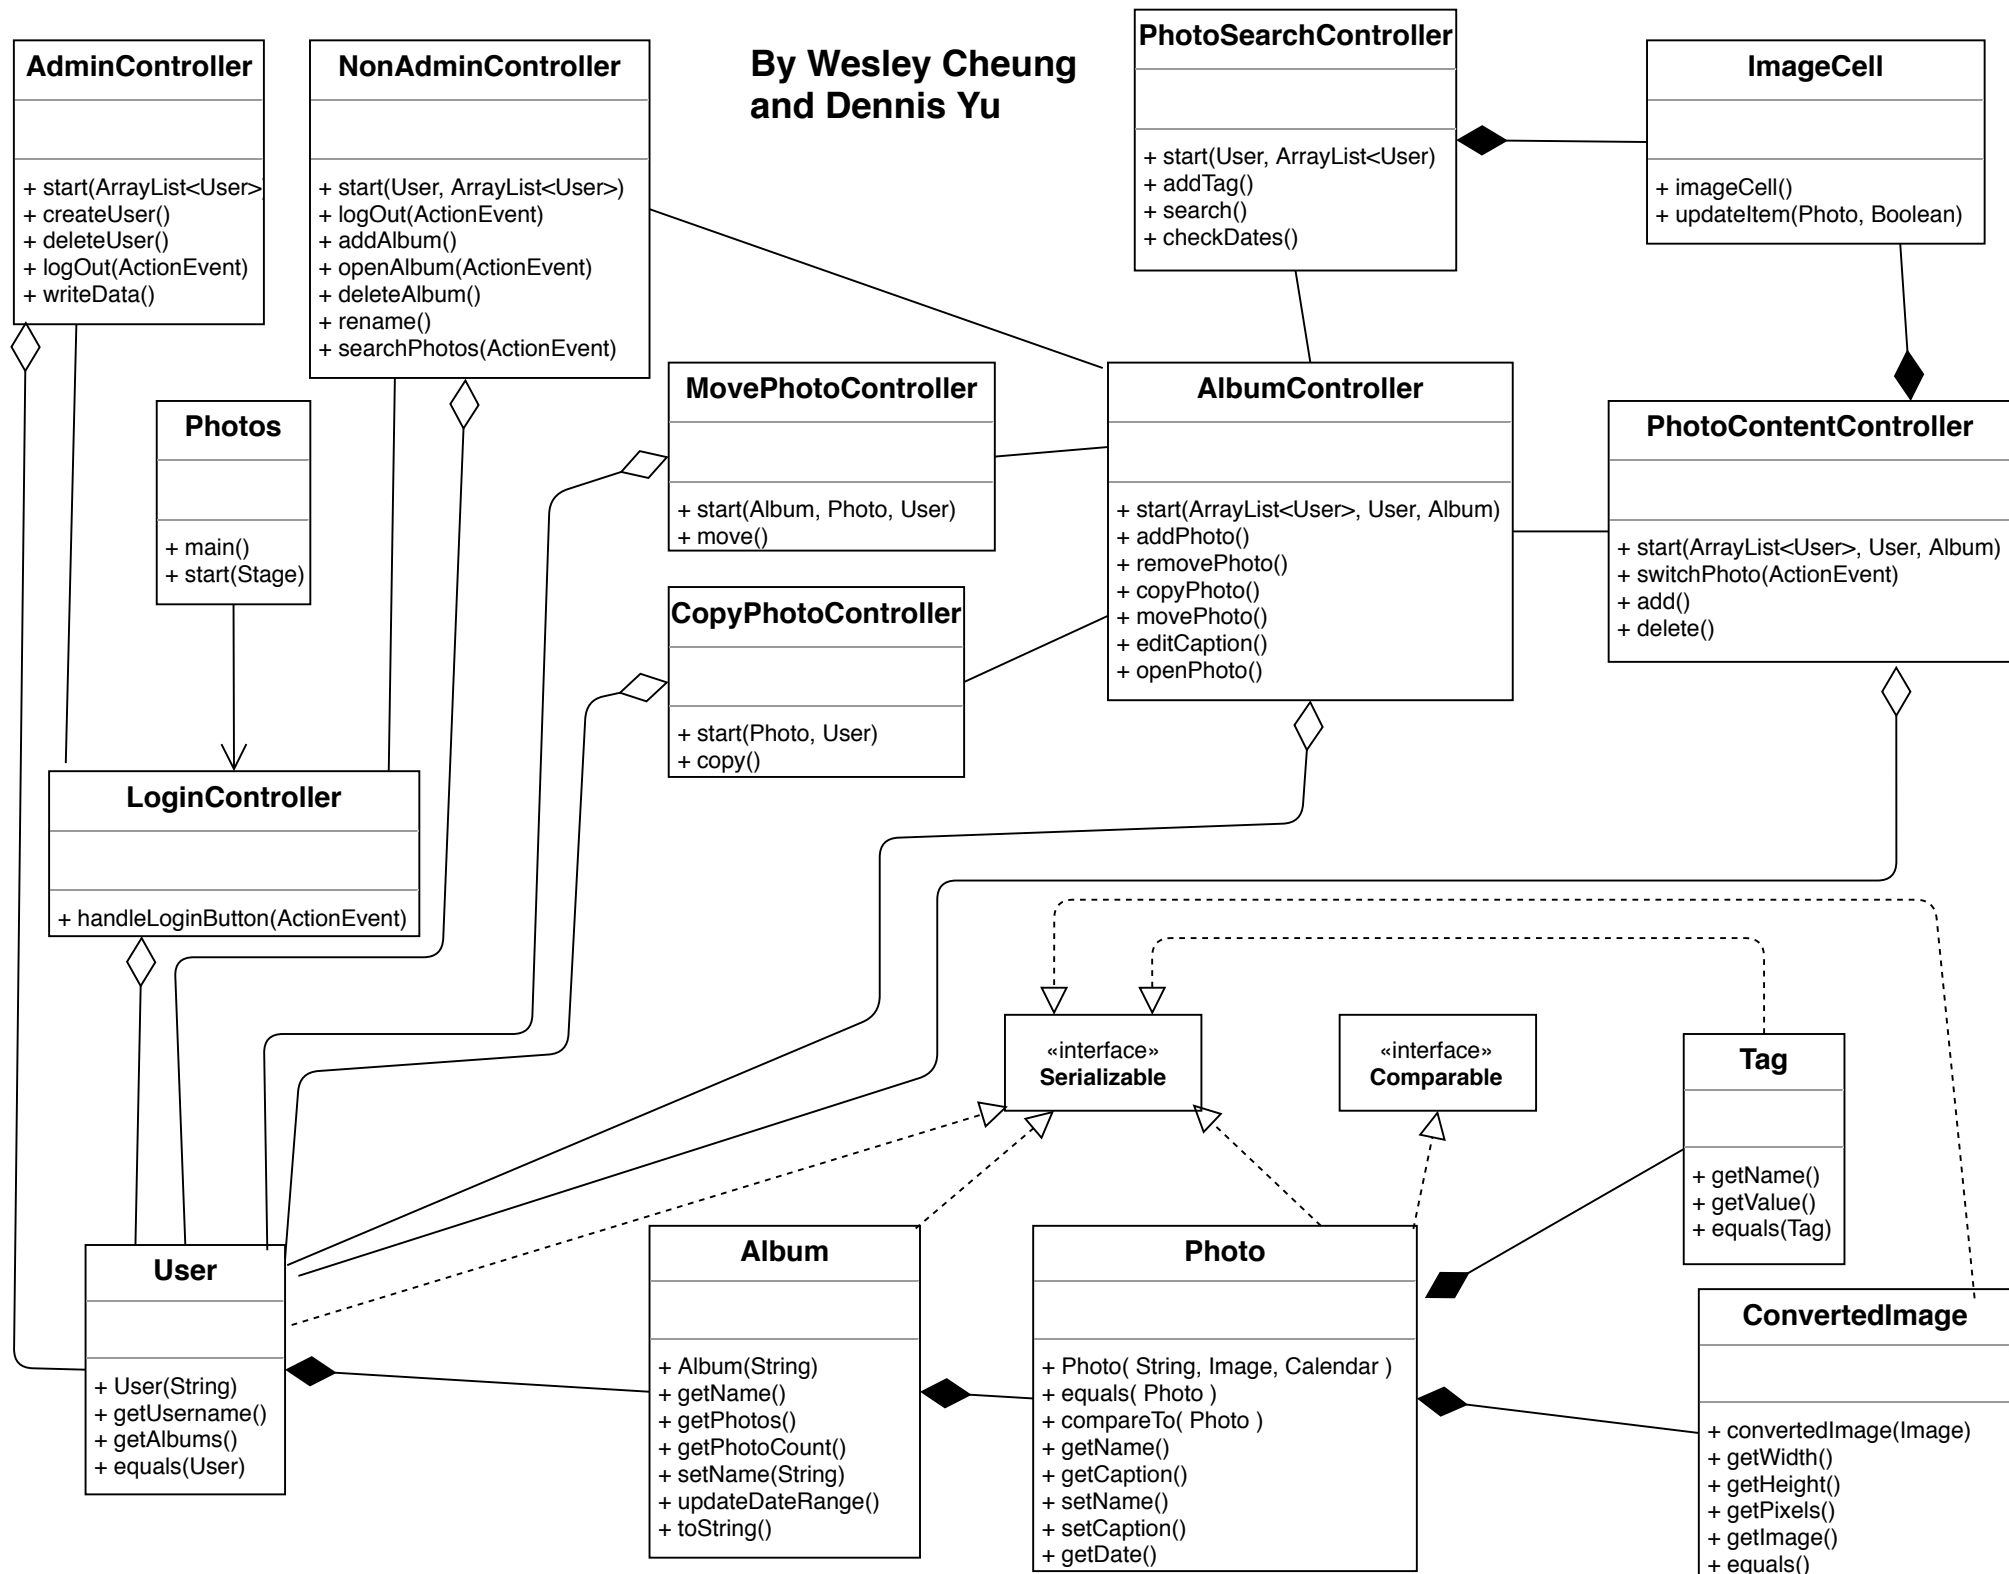 AdminController
+ start(ArrayList<User>
+ createUser()
+ deleteUser()
+ logOut(ActionEvent)
+ writeData()
NonAdminController
+ start(User, ArrayList<User>)
+ logOut(ActionEvent)
+ addAlbum()
+ openAlbum(ActionEvent)
+ deleteAlbum()
+ rename()
+ searchPhotos(ActionEvent)
By Wesley Cheung
and Dennis Yu
PhotoSearchController
+ start(User, ArrayList<User)
+ addTag()
+ search()
+ checkDates()
ImageCell
+ imageCell()
+ updateItem(Photo, Boolean)
Photos
+ main()
+ start(Stage)
MovePhotoController
+ start(Album, Photo, User)
+ move()
AlbumController
+ start(ArrayList<User>, User, Album)
+ addPhoto()
+ removePhoto()
+ copyPhoto()
+ movePhoto()
+ editCaption()
+ openPhoto()
PhotoContentController
+ start(ArrayList<User>, User, Album)
+ switchPhoto(ActionEvent)
+ add()
+ delete()
CopyPhotoController
+ start(Photo, User)
+ copy()
LoginController
+ handleLoginButton(ActionEvent)
«interface»
Serializable
«interface»
Comparable
Tag
+ getName()
+ getValue()
+ equals(Tag)
User
+ User(String)
+ getUsername()
+ getAlbums()
+ equals(User)
Album
+ Album(String)
+ getName()
+ getPhotos()
+ getPhotoCount()
+ setName(String)
+ updateDateRange()
+ toString()
Photo
+ Photo( String, Image, Calendar )
+ equals( Photo )
+ compareTo( Photo )
+ getName()
+ getCaption()
+ setName()
+ setCaption()
+ getDate()
ConvertedImage
+ convertedImage(Image)
+ getWidth()
+ getHeight()
+ getPixels()
+ getImage()
+ equals()